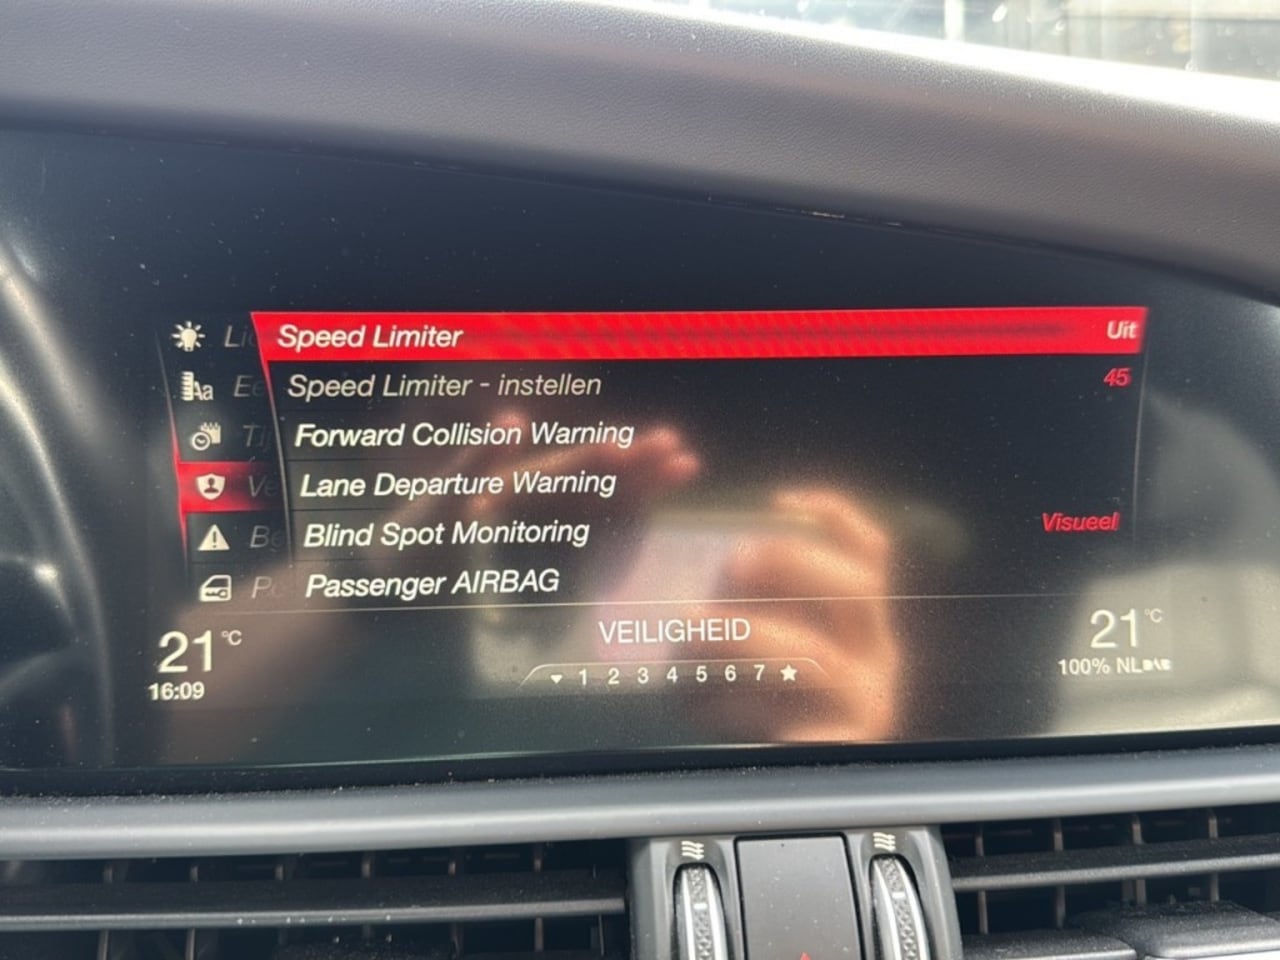 Speed Limiter Uit
Speed Limiter - instellen 45
Forward Collision Warning
Lane Departure Warning
Blind Spot Monitoring Visueel
Passenger AIRBAG
Aa
VEILIGHEID
1 2 3 4 5 6 7
21 °C
16:09
21 °C
100% NL